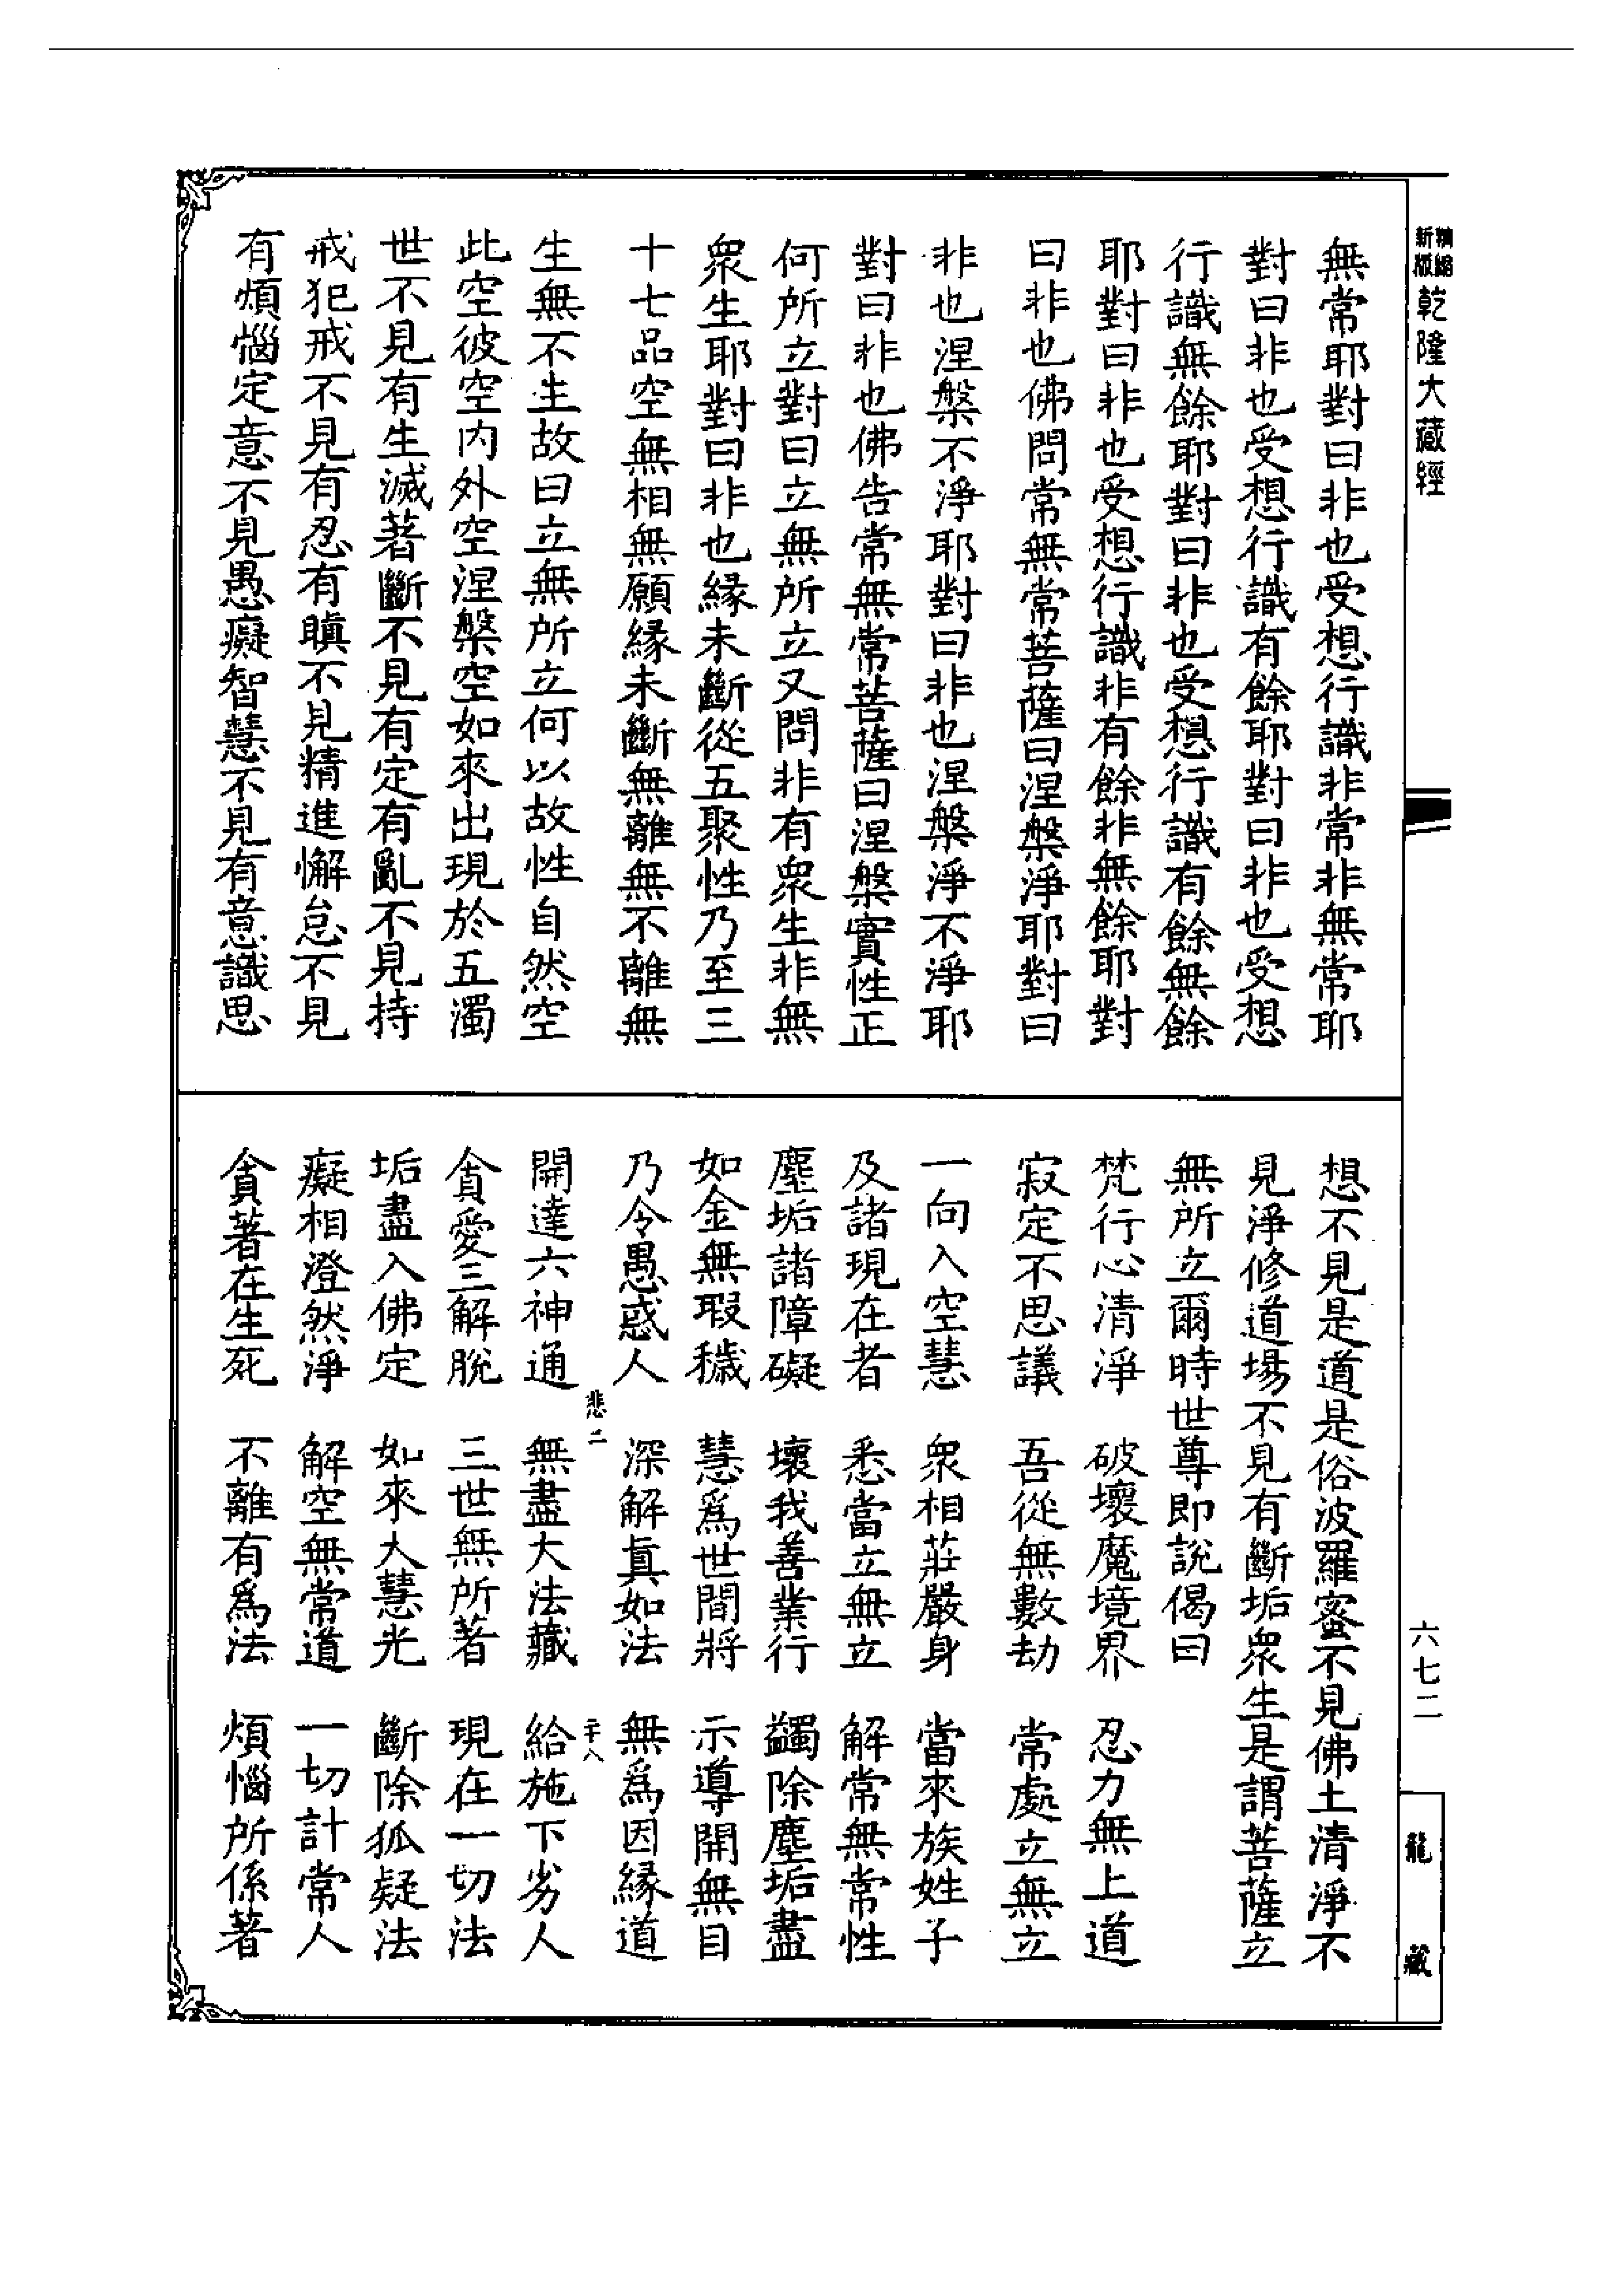 新版精縮乾隆大藏經
無常耶對曰非也受想行識非常非無常耶
對曰非也受想行識有餘耶對曰非也受想
行識無餘耶對曰非也受想行識有餘無餘
耶對曰非也受想行識非有餘非無餘耶對
曰非也佛問常無常菩薩曰涅槃淨耶對曰
非也涅槃不淨耶對曰非也涅槃淨不淨耶
對曰非也佛告常無常菩薩曰涅槃實性正
何所立對曰立無所立又問非有眾生非無
眾生耶對曰非也緣未斷從五聚性乃至三
十七品空無相無願緣未斷無離無不離無
生無不生故曰立無所立何以故性自然空
此空彼空內外空涅槃空如來出現於五濁
世不見有生滅著斷不見有定有亂不見持
戒犯戒不見有忍有瞋不見精進懈怠不見
有煩惱定意不見愚癡智慧不見有意識思
想不見是道是俗波羅蜜不見佛土清淨不
見淨修道場不見有斷垢眾生是謂菩薩立
無所立爾時世尊即說偈曰
梵行心清淨 破壞魔境界 忍力無上道
寂定不思議 吾從無數劫 常處立無立
一向入空慧 眾相莊嚴身 當來族姓子
及諸現在者 悉當立無立 解常無常性
塵垢諸障礙 壞我善業行 蠲除塵垢盡
如金無瑕穢 慧爲世間將 示導開無目
乃令愚惑人 深解真如法 無爲因緣道
悲二 二十八
開達六神通 無盡大法藏 給施下劣人
貪愛三解脫 三世無所著 現在一切法
垢盡入佛定 如來大慧光 斷除狐疑法
癡相澄然淨 解空無常道 一切計常人
貪著在生死 不離有爲法 煩惱所係著
六七二
龍藏